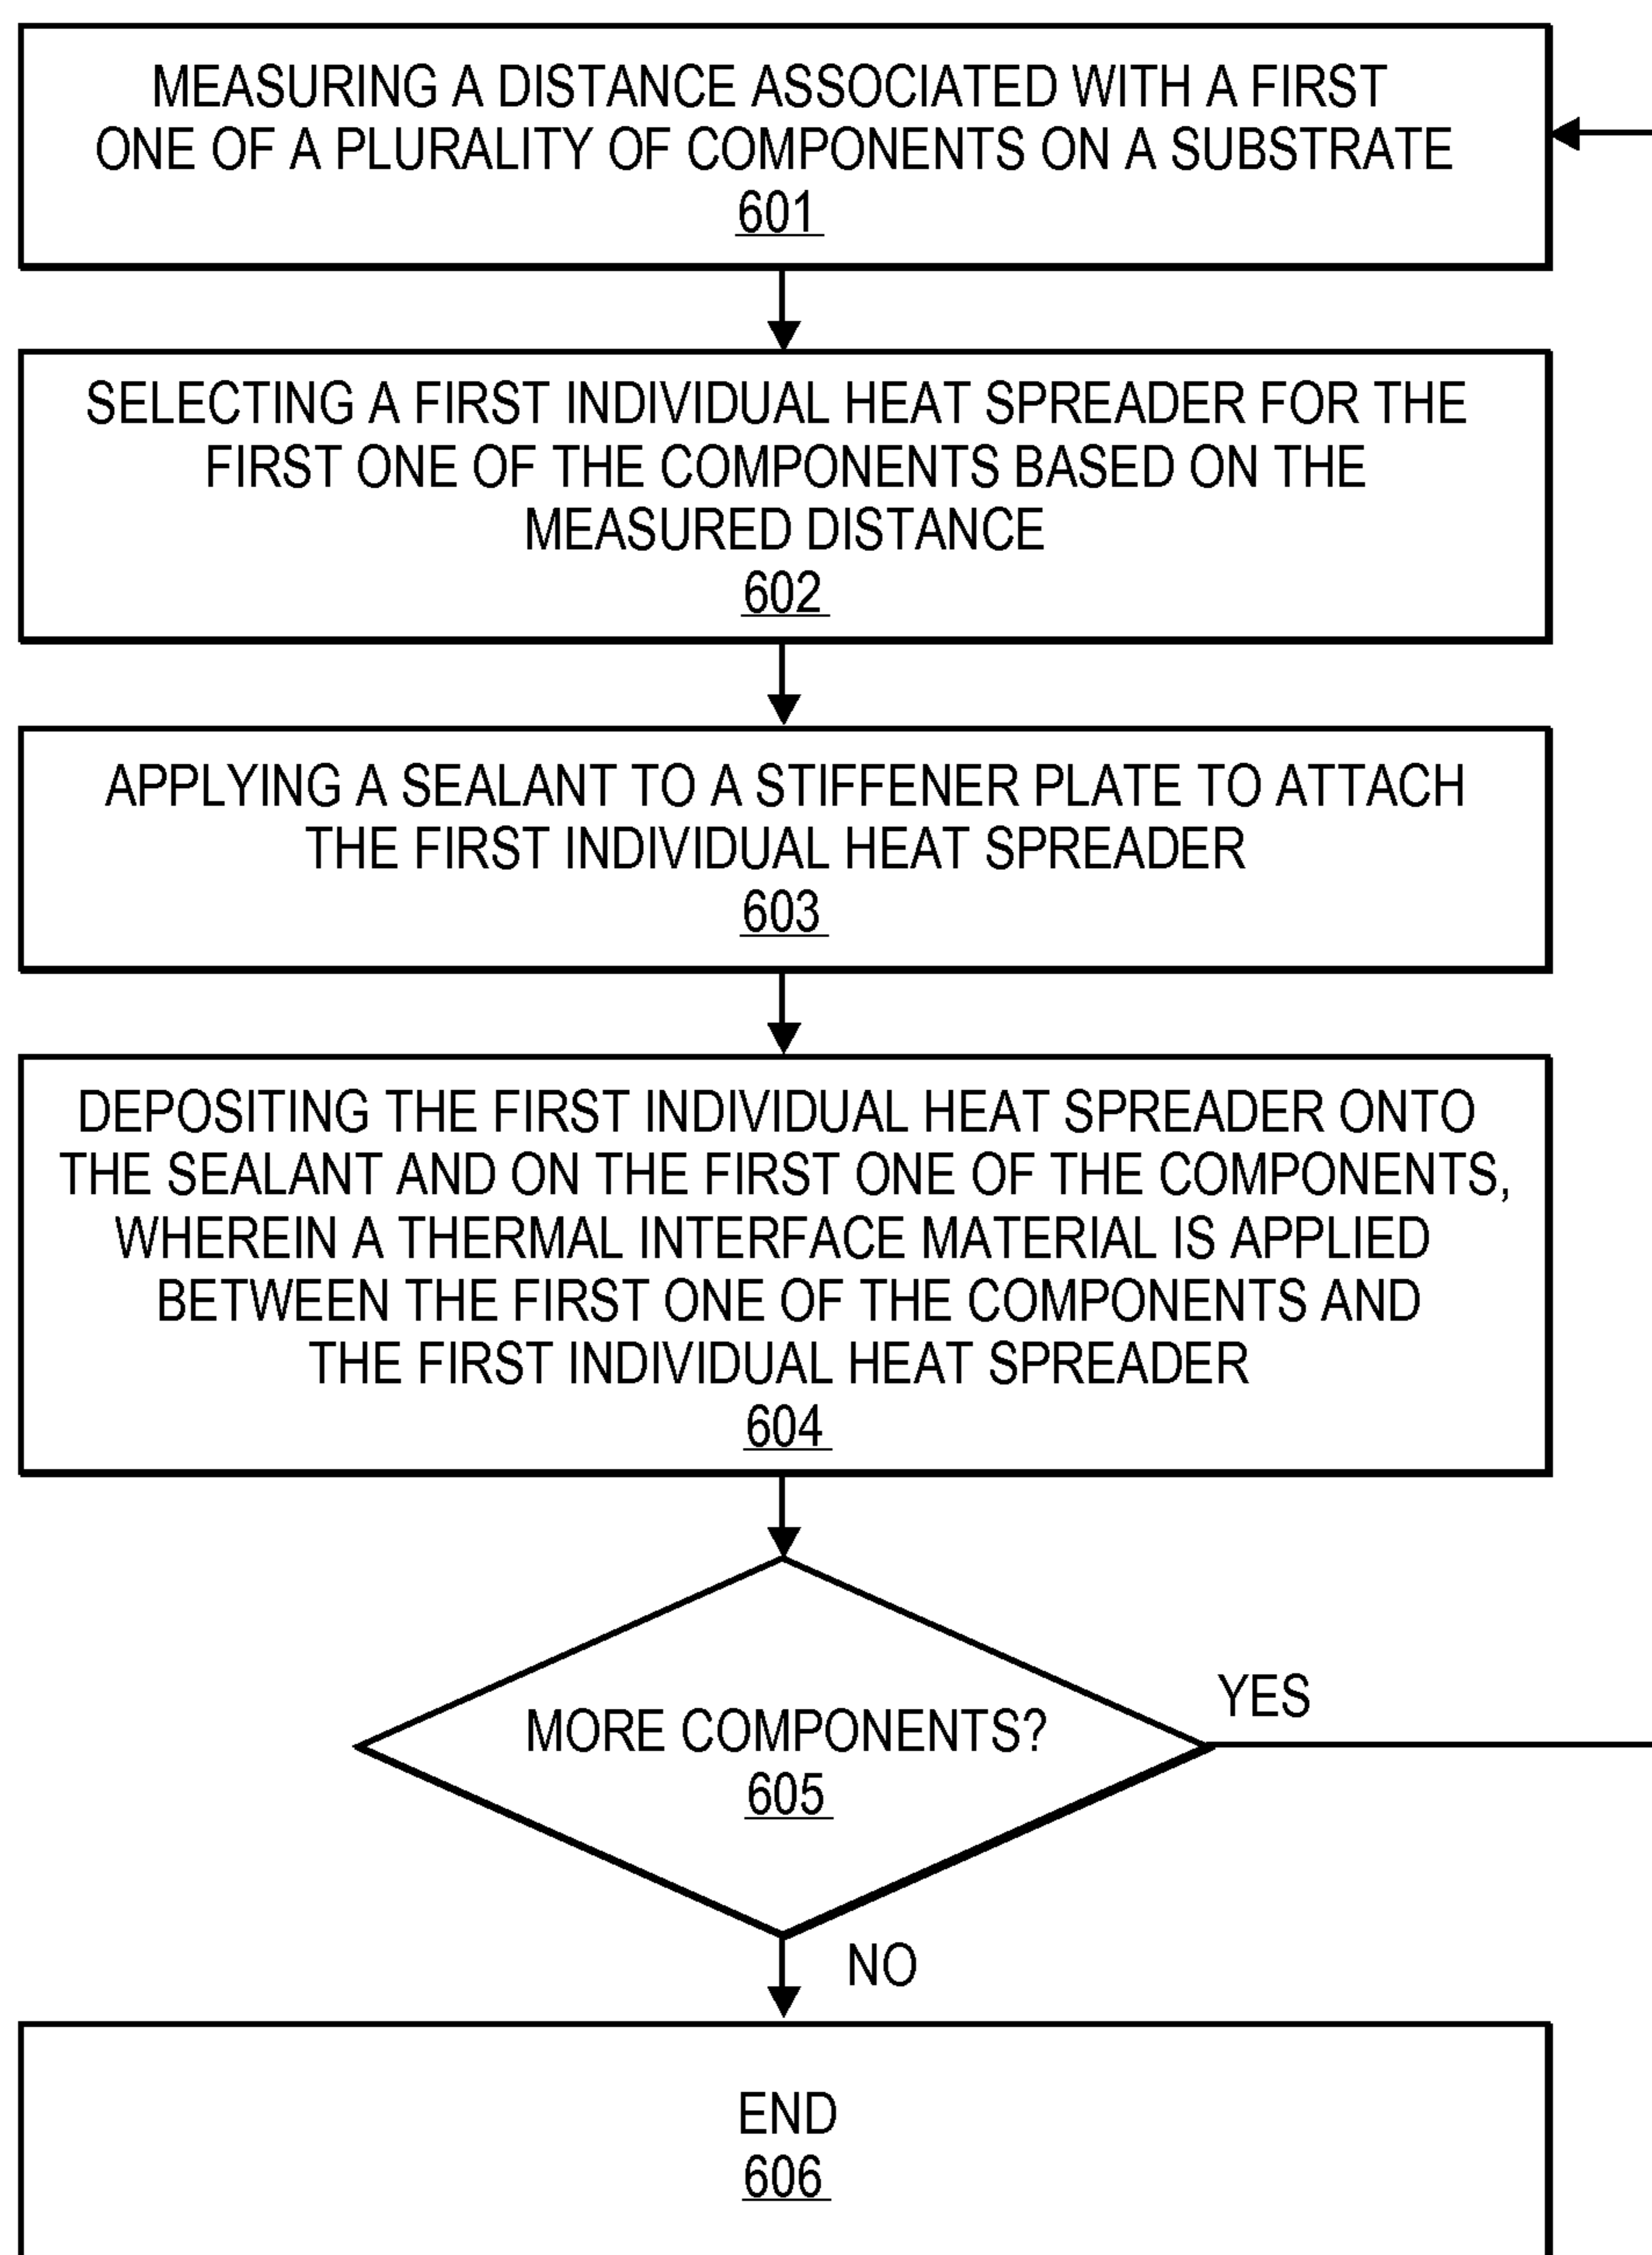 MEASURING A DISTANCE ASSOCIATED WITH A FIRST
ONE OF A PLURALITY OF COMPONENTS ON A SUBSTRATE
601
SELECTING A FIRST INDIVIDUAL HEAT SPREADER FOR THE
FIRST ONE OF THE COMPONENTS BASED ON THE
MEASURED DISTANCE
602
APPLYING A SEALANT TO A STIFFENER PLATE TO ATTACH
THE FIRST INDIVIDUAL HEAT SPREADER
603
DEPOSITING THE FIRST INDIVIDUAL HEAT SPREADER ONTO
THE SEALANT AND ON THE FIRST ONE OF THE COMPONENTS,
WHEREIN A THERMAL INTERFACE MATERIAL IS APPLIED
BETWEEN THE FIRST ONE OF THE COMPONENTS AND
THE FIRST INDIVIDUAL HEAT SPREADER
604
YES
MORE COMPONENTS?
605
NO
END
606